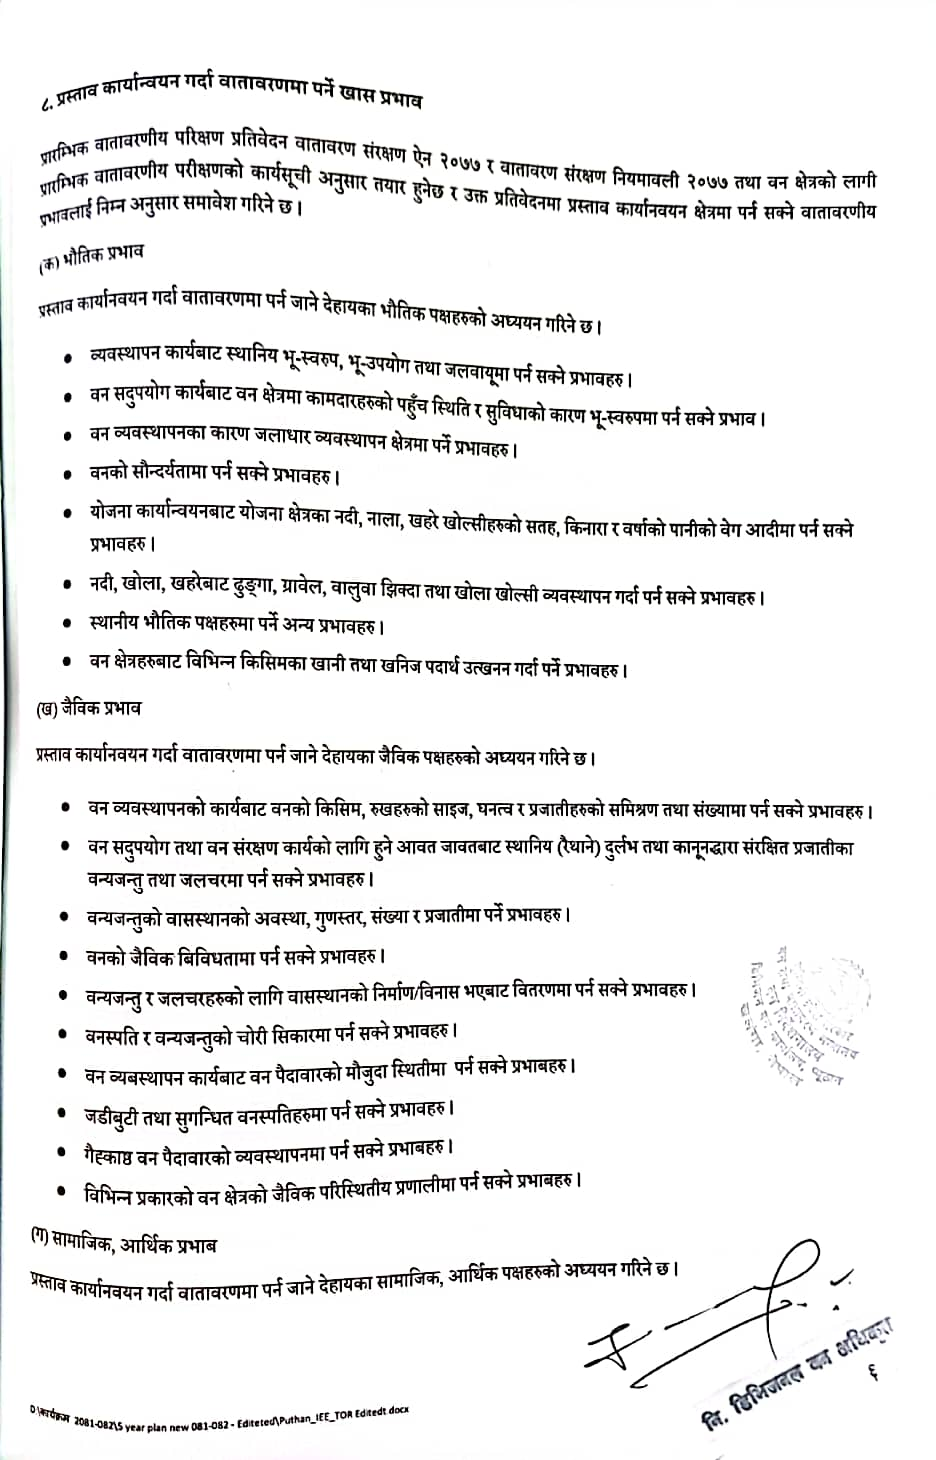 ८. प्रस्ताव कार्यान्वयन गर्दा वातावरणमा पर्ने खास प्रभाव
प्रारम्भिक वातावरणीय परिक्षण प्रतिवेदन वातावरण संरक्षण ऐन २०७७ र वातावरण संरक्षण नियमावली २०७७ तथा वन क्षेत्रको लागी
प्रारम्भिक वातावरणीय परीक्षणको कार्यसूची अनुसार तयार हुनेछ र उक्त प्रतिवेदनमा प्रस्ताव कार्यानवयन क्षेत्रमा पर्न सक्ने वातावरणीय
प्रभावलाई निम्न अनुसार समावेश गरिने छ।
(क) भौतिक प्रभाव
प्रस्ताव कार्यानवयन गर्दा वातावरणमा पर्न जाने देहायका भौतिक पक्षहरुको अध्ययन गरिने छ।
• व्यवस्थापन कार्यबाट स्थानिय भू-स्वरुप, भू-उपयोग तथा जलवायूमा पर्न सक्ने प्रभावहरु।
• वन सदुपयोग कार्यबाट वन क्षेत्रमा कामदारहरुको पहुँच स्थिति र सुविधाको कारण भू-स्वरुपमा पर्न सक्ने प्रभाव।
• वन व्यवस्थापनका कारण जलाधार व्यवस्थापन क्षेत्रमा पर्ने प्रभावहरु।
• वनको सौन्दर्यतामा पर्न सक्ने प्रभावहरु।
• योजना कार्यान्वयनबाट योजना क्षेत्रका नदी, नाला, खहरे खोल्सीहरुको सतह, किनारा र वर्षाको पानीको वेग आदीमा पर्न सक्ने
प्रभावहरु।
• नदी, खोला, खहरेबाट ढुङ्गा, ग्रावेल, वालुवा झिक्दा तथा खोला खोल्सी व्यवस्थापन गर्दा पर्न सक्ने प्रभावहरु।
• स्थानीय भौतिक पक्षहरुमा पर्ने अन्य प्रभावहरु।
• वन क्षेत्रहरुबाट विभिन्न किसिमका खानी तथा खनिज पदार्थ उत्खनन गर्दा पर्ने प्रभावहरु।
(ख) जैविक प्रभाव
प्रस्ताव कार्यानवयन गर्दा वातावरणमा पर्न जाने देहायका जैविक पक्षहरुको अध्ययन गरिने छ।
• वन व्यवस्थापनको कार्यबाट वनको किसिम, रुखहरुको साइज, घनत्व र प्रजातीहरुको समिश्रण तथा संख्यामा पर्न सक्ने प्रभावहरु।
• वन सदुपयोग तथा वन संरक्षण कार्यको लागि हुने आवत जावतबाट स्थानिय (रैथाने) दुर्लभ तथा कानूनद्धारा संरक्षित प्रजातीका
वन्यजन्तु तथा जलचरमा पर्न सक्ने प्रभावहरु।
• वन्यजन्तुको वासस्थानको अवस्था, गुणस्तर, संख्या र प्रजातीमा पर्ने प्रभावहरु।
• वनको जैविक बिविधतामा पर्न सक्ने प्रभावहरु।
• वन्यजन्तु र जलचरहरुको लागि वासस्थानको निर्माण/विनास भएबाट वितरणमा पर्न सक्ने प्रभावहरु।
• वनस्पति र वन्यजन्तुको चोरी सिकारमा पर्न सक्ने प्रभावहरु।
• वन व्यबस्थापन कार्यबाट वन पैदावारको मौजुदा स्थितीमा पर्न सक्ने प्रभाबहरु।
• जडीबुटी तथा सुगन्धित वनस्पतिहरुमा पर्न सक्ने प्रभावहरु।
• गैह्काष्ठ वन पैदावारको व्यवस्थापनमा पर्न सक्ने प्रभाबहरु।
• विभिन्न प्रकारको वन क्षेत्रको जैविक परिस्थितीय प्रणालीमा पर्न सक्ने प्रभाबहरु।
(ग) सामाजिक, आर्थिक प्रभाब
प्रस्ताव कार्यानवयन गर्दा वातावरणमा पर्न जाने देहायका सामाजिक, आर्थिक पक्षहरुको अध्ययन गरिने छ।
नि. डिभिजनल वन अधिकृत
६
D:\कार्यक्रम 2081-082\5 year plan new 081-082 - Editeted\Puthan_IEE_TOR Editedt.docx